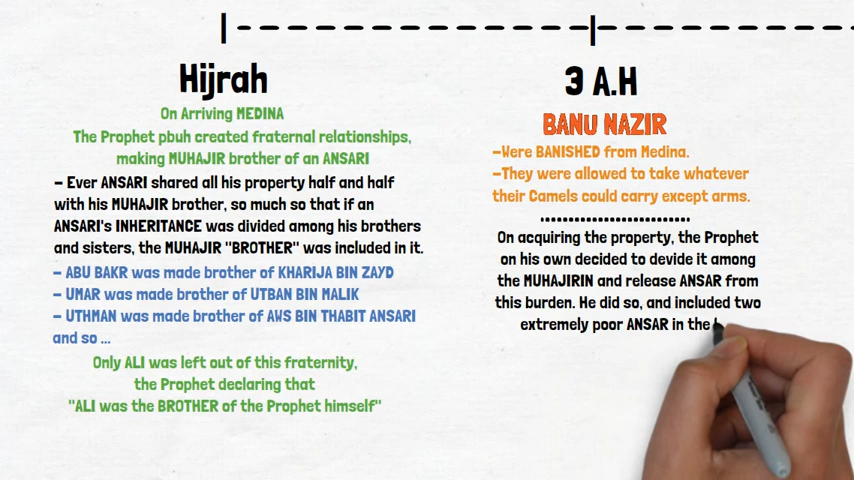 Hijrah
On Arriving MEDINA
The Prophet pbuh created fraternal relationships,
making MUHAJIR brother of an ANSARI
- Ever ANSARI shared all his property half and half
with his MUHAJIR brother, so much so that if an
ANSARI's INHERITANCE was divided among his brothers
and sisters, the MUHAJIR "BROTHER" was included in it.
- ABU BAKR was made brother of KHARIJA BIN ZAYD
- UMAR was made brother of UTBAN BIN MALIK
- UTHMAN was made brother of AWS BIN THABIT ANSARI
and so ...
Only ALI was left out of this fraternity,
the Prophet declaring that
"ALI was the BROTHER of the Prophet himself"
3 A.H
BANU NAZIR
-Were BANISHED from Medina.
-They were allowed to take whatever
their Camels could carry except arms.
On acquiring the property, the Prophet
on his own decided to devide it among
the MUHAJIRIN and release ANSAR from
this burden. He did so, and included two
extremely poor ANSAR in the